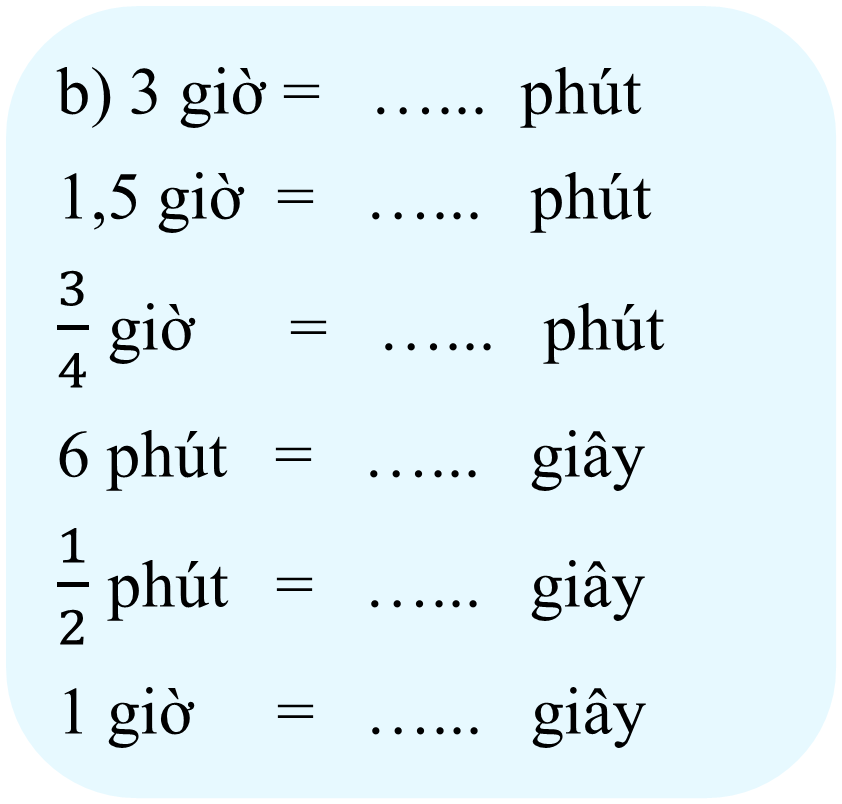 b) 3 giờ = …... phút
1,5 giờ = …... phút
3/4 giờ = …... phút
6 phút = …... giây
1/2 phút = …... giây
1 giờ = …... giây